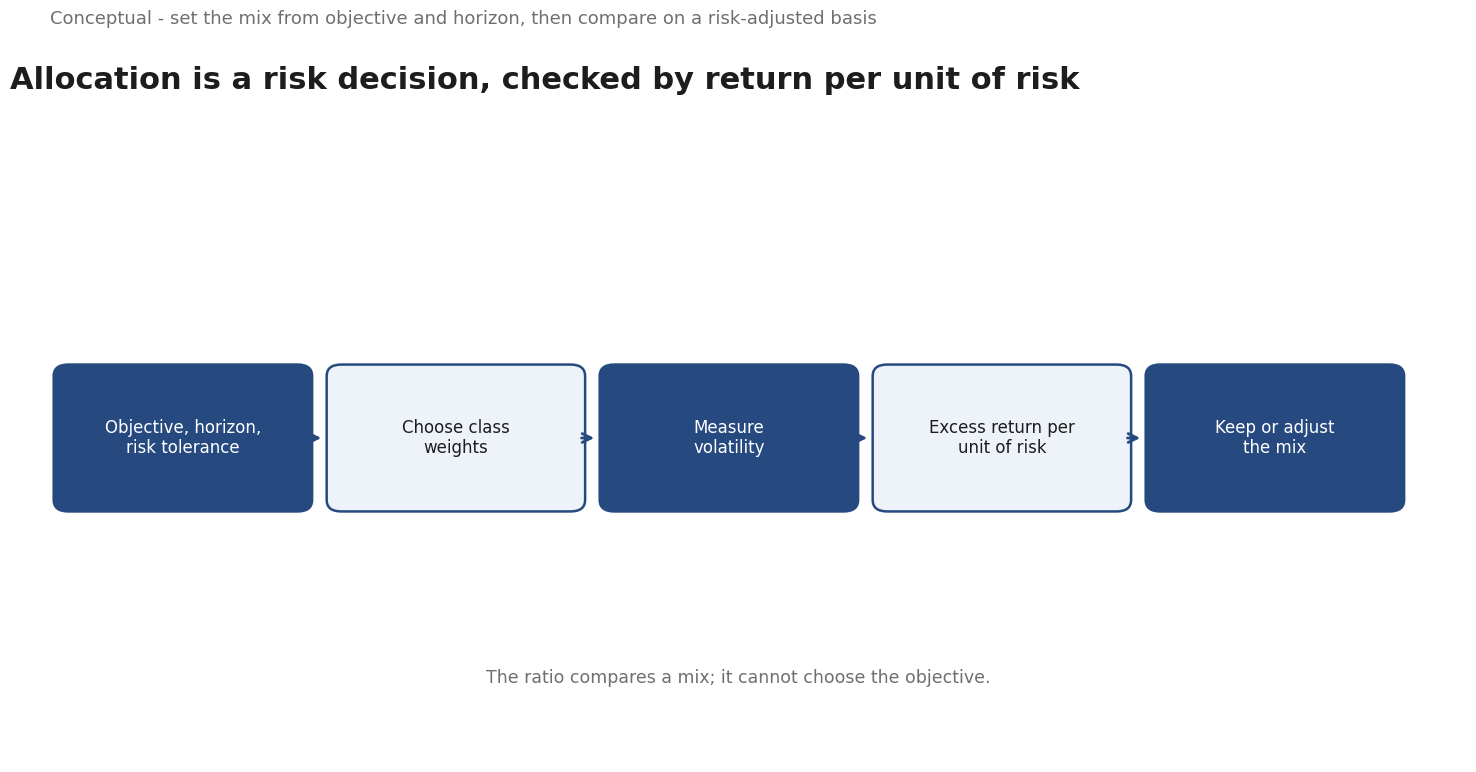 Conceptual - set the mix from objective and horizon, then compare on a risk-adjusted basis
Allocation is a risk decision, checked by return per unit of risk
Objective, horizon,
risk tolerance
Choose class
weights
Measure
volatility
Excess return per
unit of risk
Keep or adjust
the mix
The ratio compares a mix; it cannot choose the objective.